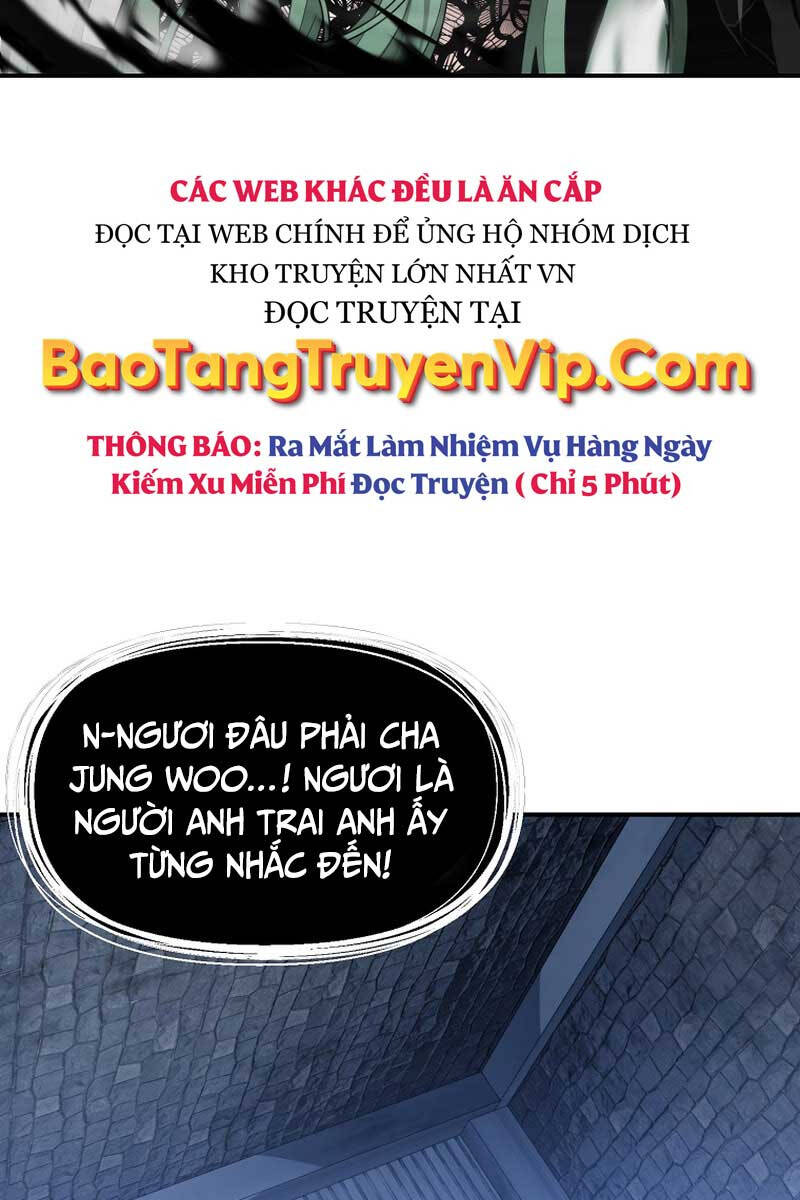 CÁC WEB KHÁC ĐỀU LÀ ĂN CẮP
ĐỌC TẠI WEB CHÍNH ĐỂ ỦNG HỘ NHÓM DỊCH
KHO TRUYỆN LỚN NHẤT VN
ĐỌC TRUYỆN TẠI
BaoTangTruyenVip.Com
THÔNG BÁO: Ra Mắt Làm Nhiệm Vụ Hàng Ngày
Kiếm Xu Miễn Phí Đọc Truyện ( Chỉ 5 Phút)
N-NGƯƠI ĐÂU PHẢI CHA
JUNG WOO...! NGƯƠI LÀ
NGƯỜI ANH TRAI ANH ẤY
TỪNG NHẮC ĐẾN!